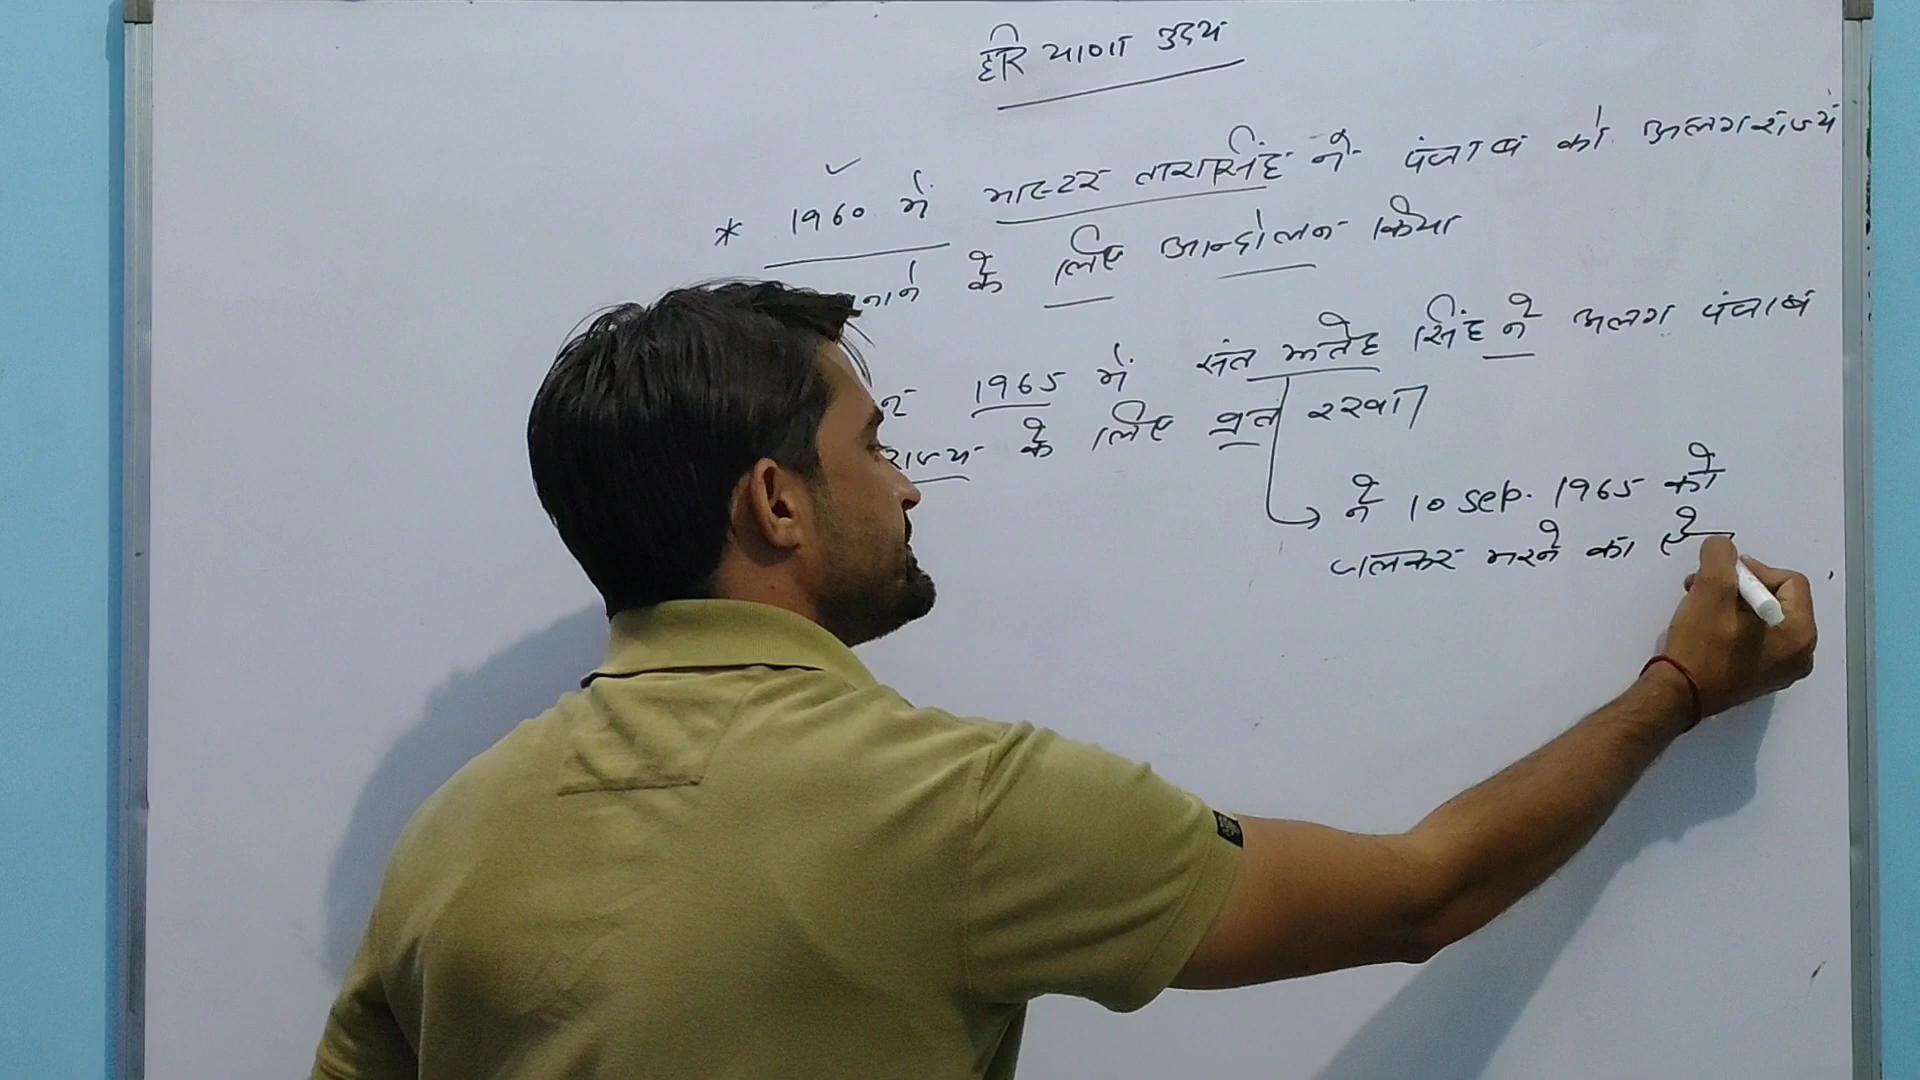 हरियाणा उदय
* 1960 में मास्टर तारासिंह ने पंजाब को अलग राज्य
नाने के लिए आन्दोलन किया
1965 में संत फतेह सिंह ने अलग पंजाब
राज्य के लिए व्रत रखा
ने 10 Sep. 1965 को
जलकर मरने का